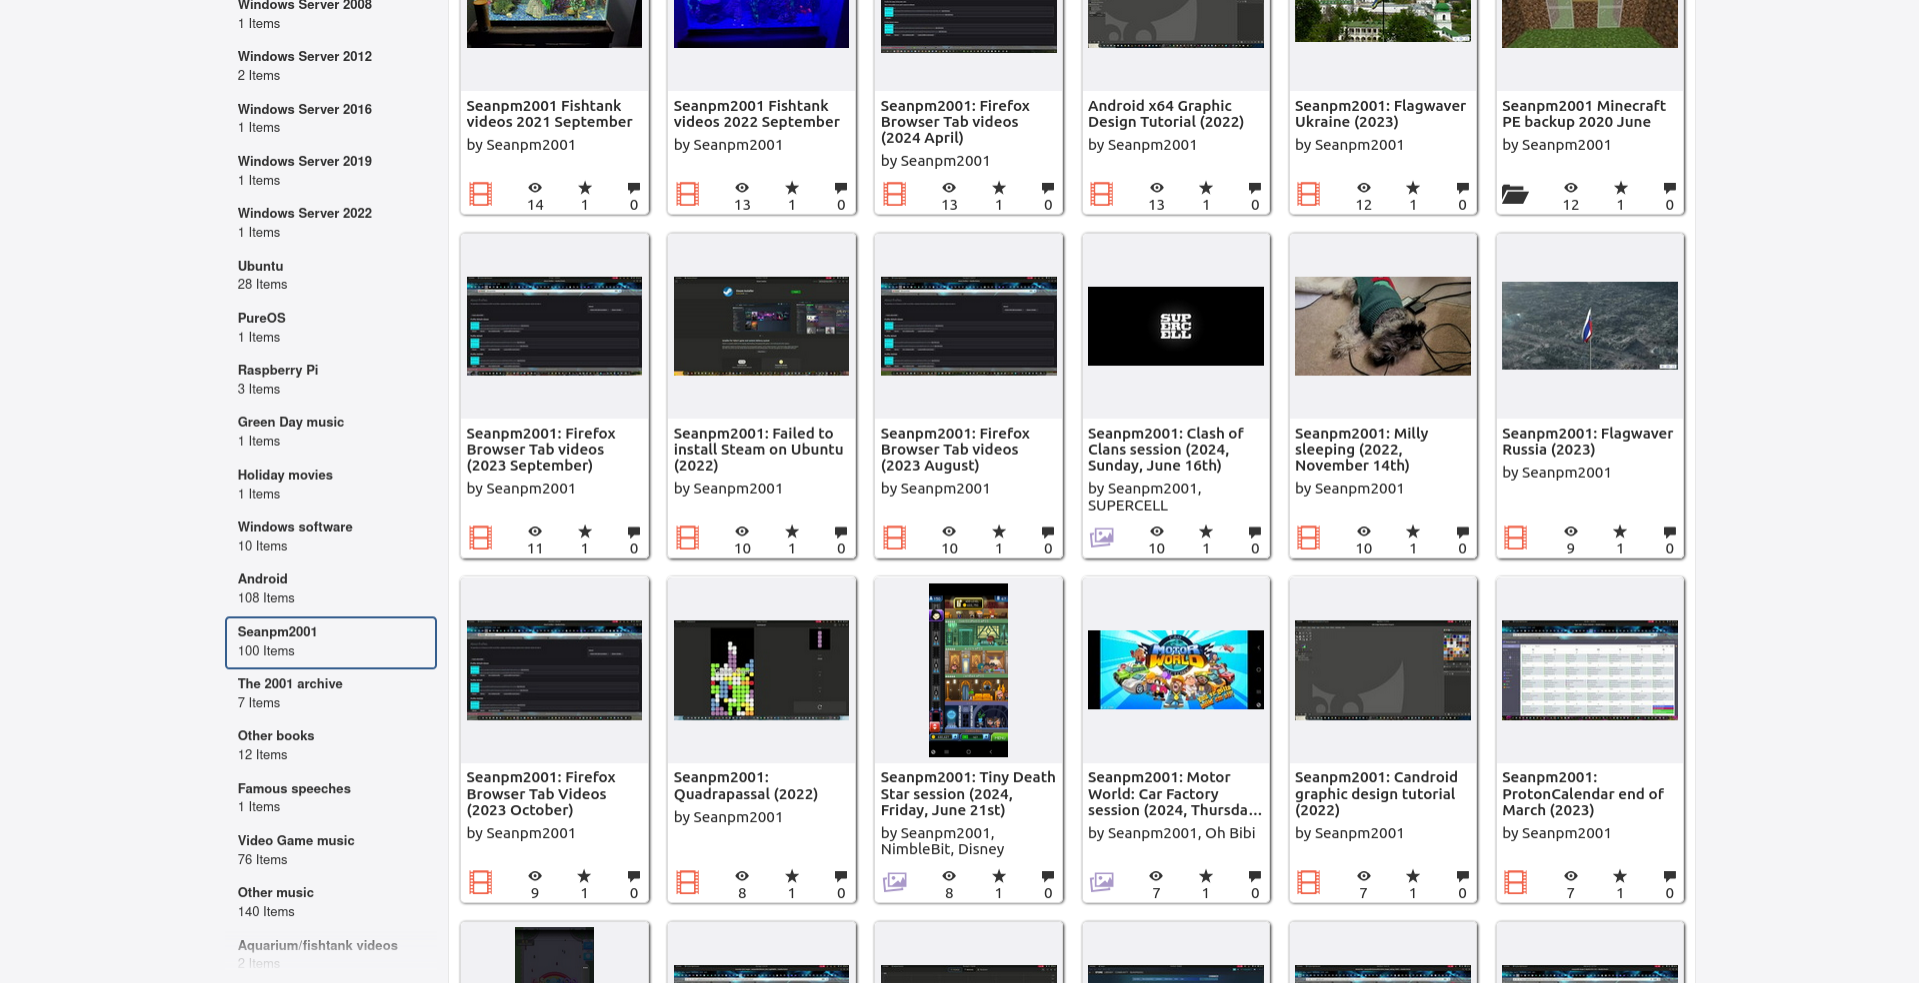 Windows Server 2008
1 Items
Windows Server 2012
2 Items
Windows Server 2016
1 Items
Windows Server 2019
1 Items
Windows Server 2022
1 Items
Ubuntu
28 Items
PureOS
1 Items
Raspberry Pi
3 Items
Green Day music
1 Items
Holiday movies
1 Items
Windows software
10 Items
Android
108 Items
Seanpm2001
100 Items
The 2001 archive
7 Items
Other books
12 Items
Famous speeches
1 Items
Video Game music
76 Items
Other music
140 Items
Aquarium/fishtank videos
2 Items
Seanpm2001 Fishtank
videos 2021 September
by Seanpm2001
14 1 0
Seanpm2001 Fishtank
videos 2022 September
by Seanpm2001
13 1 0
Seanpm2001: Firefox
Browser Tab videos
(2024 April)
by Seanpm2001
13 1 0
Android x64 Graphic
Design Tutorial (2022)
by Seanpm2001
13 1 0
Seanpm2001: Flagwaver
Ukraine (2023)
by Seanpm2001
12 1 0
Seanpm2001 Minecraft
PE backup 2020 June
by Seanpm2001
12 1 0
Seanpm2001: Firefox
Browser Tab videos
(2023 September)
by Seanpm2001
11 1 0
Seanpm2001: Failed to
install Steam on Ubuntu
(2022)
by Seanpm2001
10 1 0
Seanpm2001: Firefox
Browser Tab videos
(2023 August)
by Seanpm2001
10 1 0
SUP
ERC
ELL
Seanpm2001: Clash of
Clans session (2024,
Sunday, June 16th)
by Seanpm2001,
SUPERCELL
10 1 0
Seanpm2001: Milly
sleeping (2022,
November 14th)
by Seanpm2001
10 1 0
Seanpm2001: Flagwaver
Russia (2023)
by Seanpm2001
9 1 0
Seanpm2001: Firefox
Browser Tab Videos
(2023 October)
by Seanpm2001
9 1 0
Seanpm2001:
Quadrapassal (2022)
by Seanpm2001
8 1 0
Seanpm2001: Tiny Death
Star session (2024,
Friday, June 21st)
by Seanpm2001,
NimbleBit, Disney
8 1 0
MOTOR
WORLD
Seanpm2001: Motor
World: Car Factory
session (2024, Thursda...
by Seanpm2001, Oh Bibi
7 1 0
Seanpm2001: Candroid
graphic design tutorial
(2022)
by Seanpm2001
7 1 0
Seanpm2001:
ProtonCalendar end of
March (2023)
by Seanpm2001
7 1 0